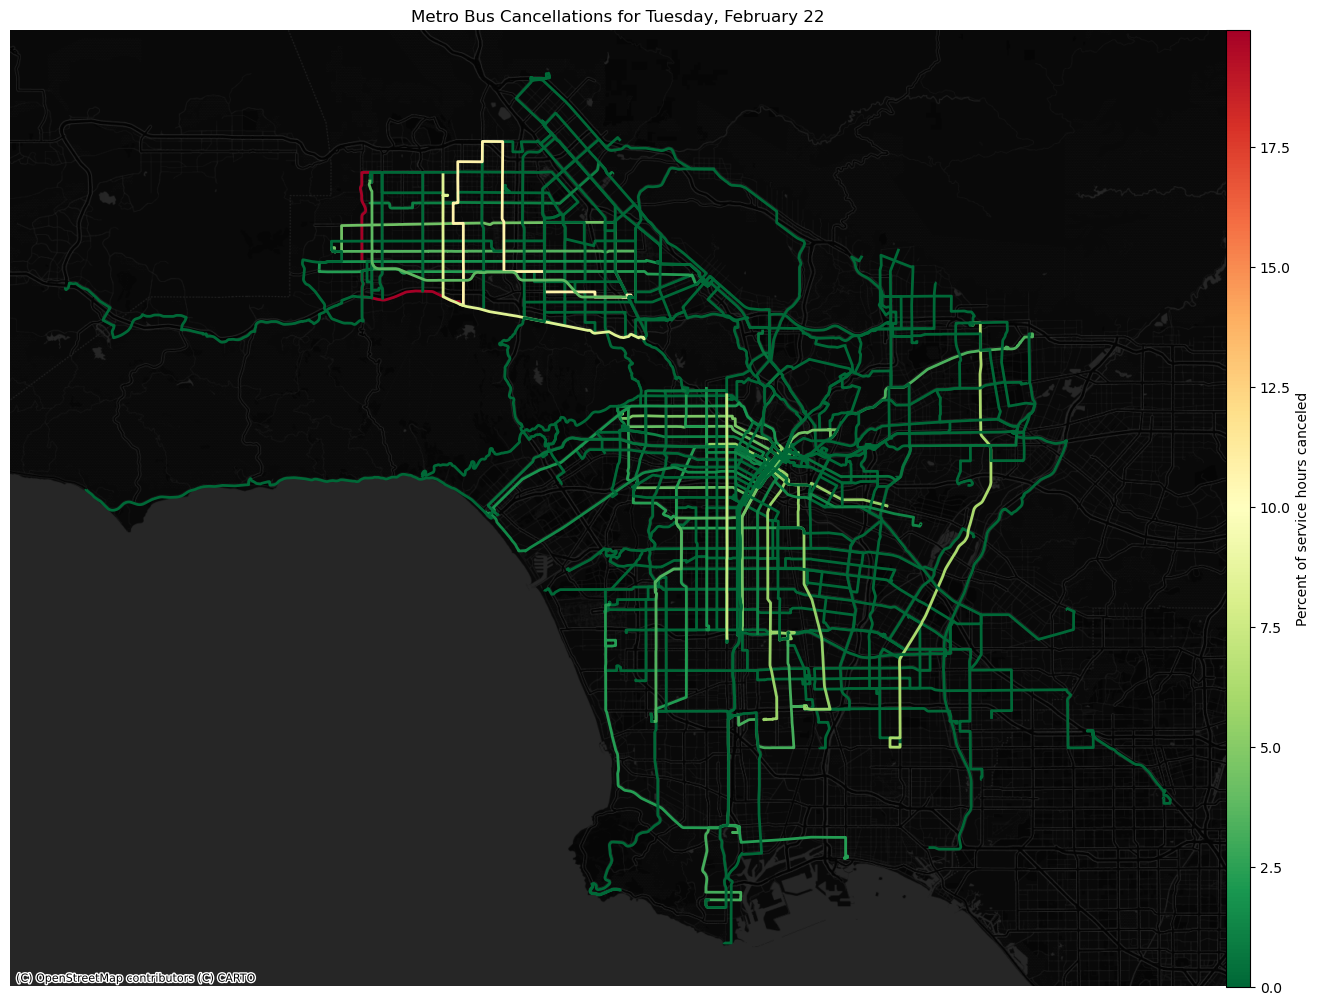 Metro Bus Cancellations for Tuesday, February 22
17.5
15.0
12.5
10.0
7.5
5.0
2.5
0.0
Percent of service hours canceled
(C) OpenStreetMap contributors (C) CARTO